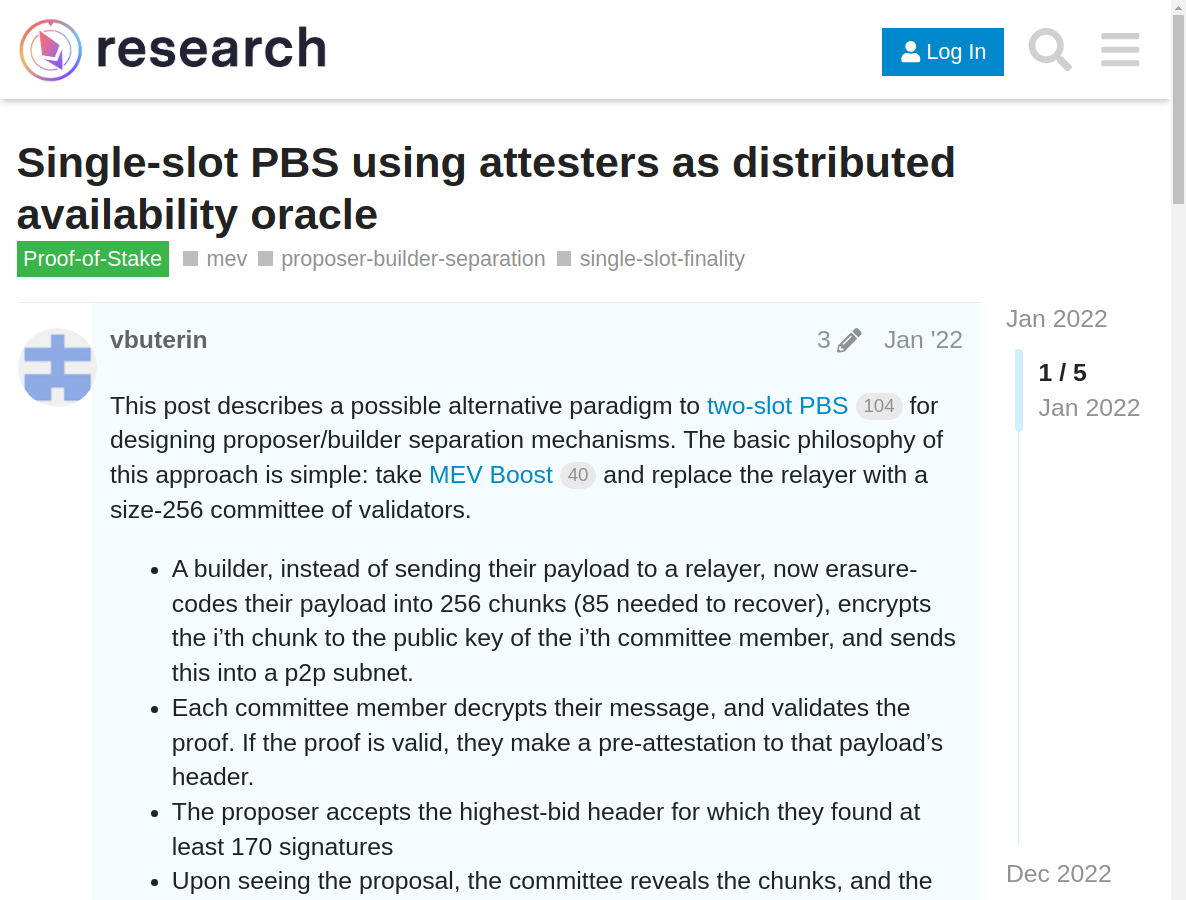 research
Log In
Single-slot PBS using attesters as distributed
availability oracle
Proof-of-Stake mev proposer-builder-separation single-slot-finality
vbuterin 3 Jan '22
This post describes a possible alternative paradigm to two-slot PBS 104 for
designing proposer/builder separation mechanisms. The basic philosophy of
this approach is simple: take MEV Boost 40 and replace the relayer with a
size-256 committee of validators.
• A builder, instead of sending their payload to a relayer, now erasure-
codes their payload into 256 chunks (85 needed to recover), encrypts
the i’th chunk to the public key of the i’th committee member, and sends
this into a p2p subnet.
• Each committee member decrypts their message, and validates the
proof. If the proof is valid, they make a pre-attestation to that payload’s
header.
• The proposer accepts the highest-bid header for which they found at
least 170 signatures
• Upon seeing the proposal, the committee reveals the chunks, and the
Jan 2022
1 / 5
Jan 2022
Dec 2022